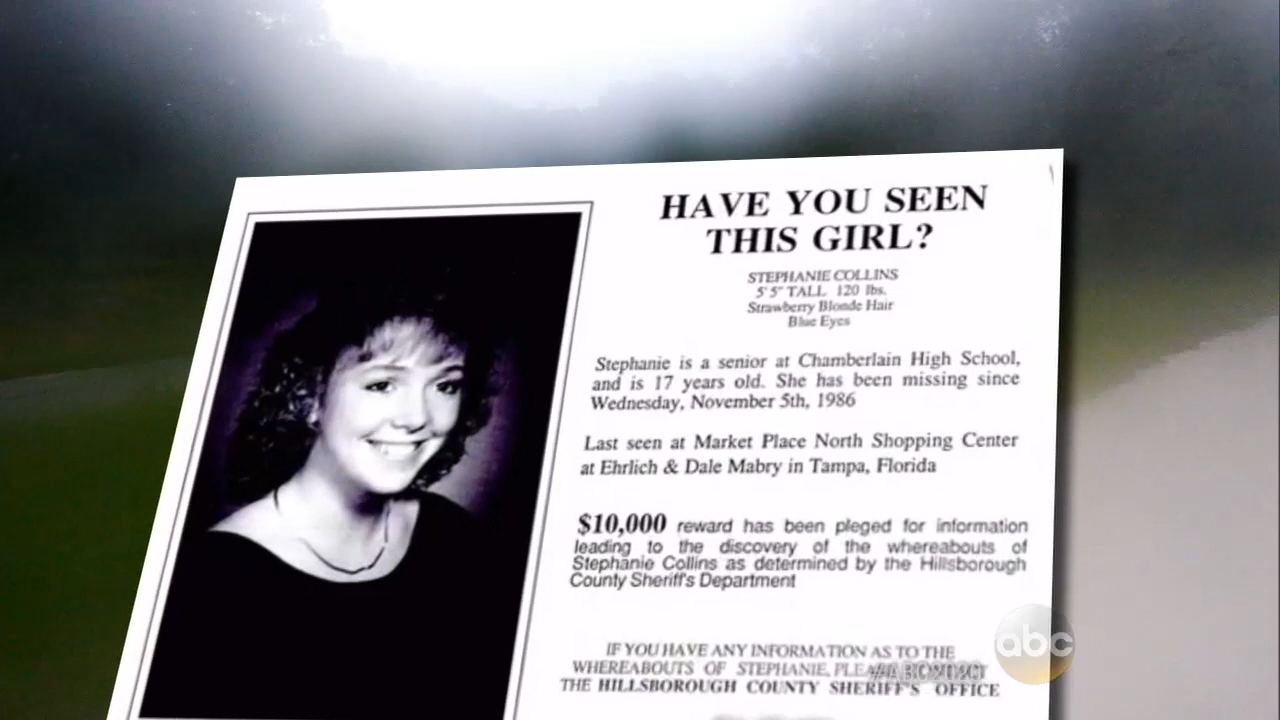 HAVE YOU SEEN
THIS GIRL?
STEPHANIE COLLINS
5' 5" TALL 120 lbs.
Strawberry Blonde Hair
Blue Eyes
Stephanie is a senior at Chamberlain High School,
and is 17 years old. She has been missing since
Wednesday, November 5th, 1986
Last seen at Market Place North Shopping Center
at Ehrlich & Dale Mabry in Tampa, Florida
$10,000 reward has been pleged for information
leading to the discovery of the whereabouts of
Stephanie Collins as determined by the Hillsborough
County Sheriff's Department
IF YOU HAVE ANY INFORMATION AS TO THE
WHEREABOUTS OF STEPHANIE,
THE HILLSBOROUGH COUNTY SHERIFF'S OFFICE
abc
#ABC2020